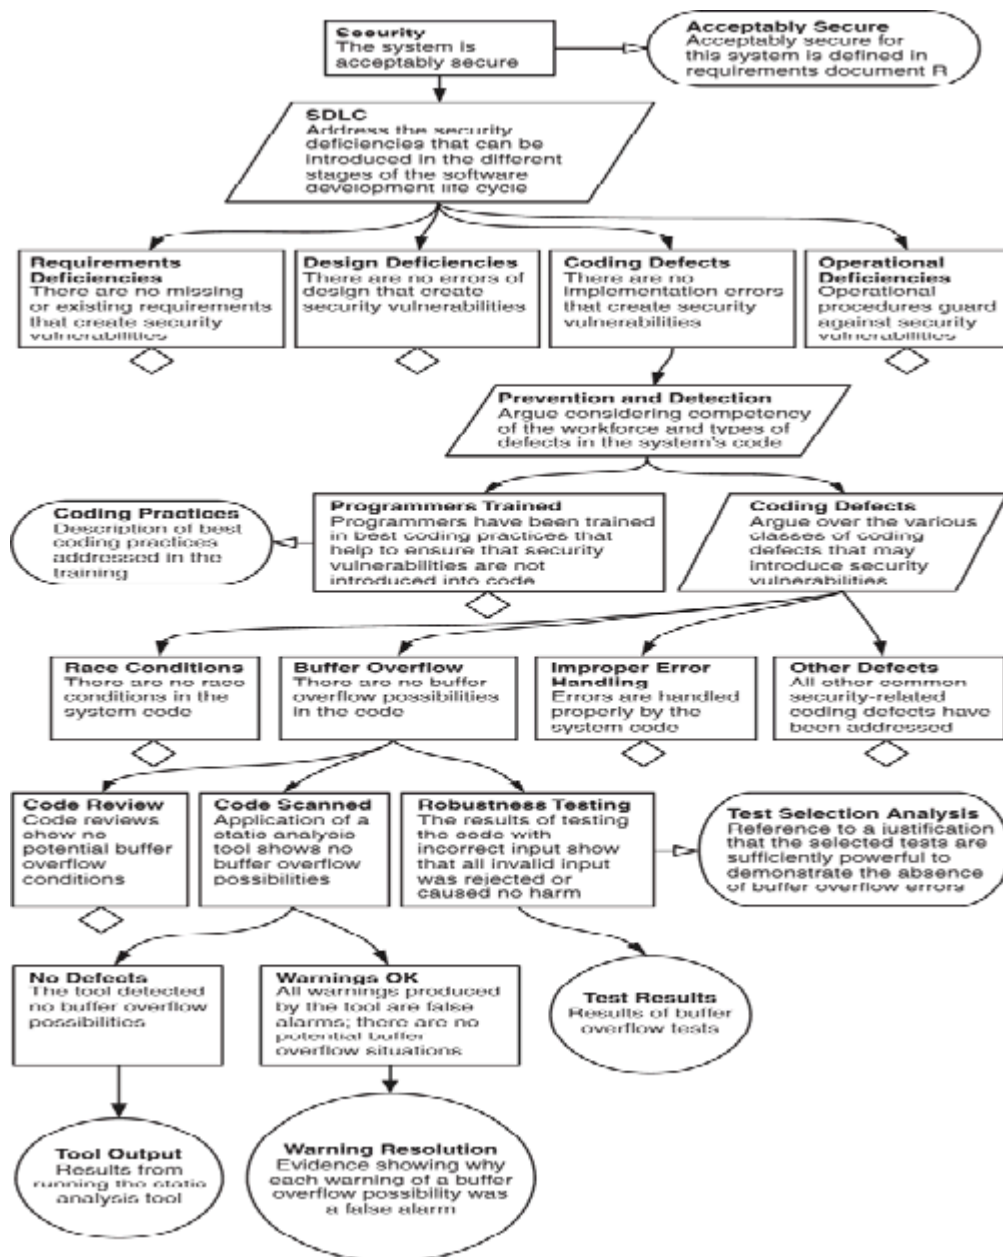 Security
The system is
acceptably secure
Acceptably Secure
Acceptably secure for
this system is defined in
requirements document R
SDLC
Address the security
deficiencies that can be
introduced in the different
stages of the software
development life cycle
Requirements
Deficiencies
There are no missing
or existing requirements
that create security
vulnerabilities
Design Deficiencies
There are no errors of
design that create
security vulnerabilities
Coding Defects
There are no
implementation errors
that create security
vulnerabilities
Operational
Deficiencies
Operational
procedures guard
against security
vulnerabilities
Prevention and Detection
Argue considering competency
of the workforce and types of
defects in the system's code
Coding Practices
Description of best
coding practices
addressed in the
training
Programmers Trained
Programmers have been trained
in best coding practices that
help to ensure that security
vulnerabilities are not
introduced into code
Coding Defects
Argue over the various
classes of coding
defects that may
introduce security
vulnerabilities
Race Conditions
There are no race
conditions in the
system code
Buffer Overflow
There are no buffer
overflow possibilities
in the code
Improper Error
Handling
Errors are handled
properly by the
system code
Other Defects
All other common
security-related
coding defects have
been addressed
Code Review
Code reviews
show no
potential buffer
overflow
conditions
Code Scanned
Application of a
static analysis
tool shows no
buffer overflow
possibilities
Robustness Testing
The results of testing
the code with
incorrect input show
that all invalid input
was rejected or
caused no harm
Test Selection Analysis
Reference to a justification
that the selected tests are
sufficiently powerful to
demonstrate the absence
of buffer overflow errors
No Defects
The tool detected
no buffer overflow
possibilities
Warnings OK
All warnings produced
by the tool are false
alarms; there are no
potential buffer
overflow situations
Test Results
Results of buffer
overflow tests
Tool Output
Results from
running the static
analysis tool
Warning Resolution
Evidence showing why
each warning of a buffer
overflow possibility was
a false alarm